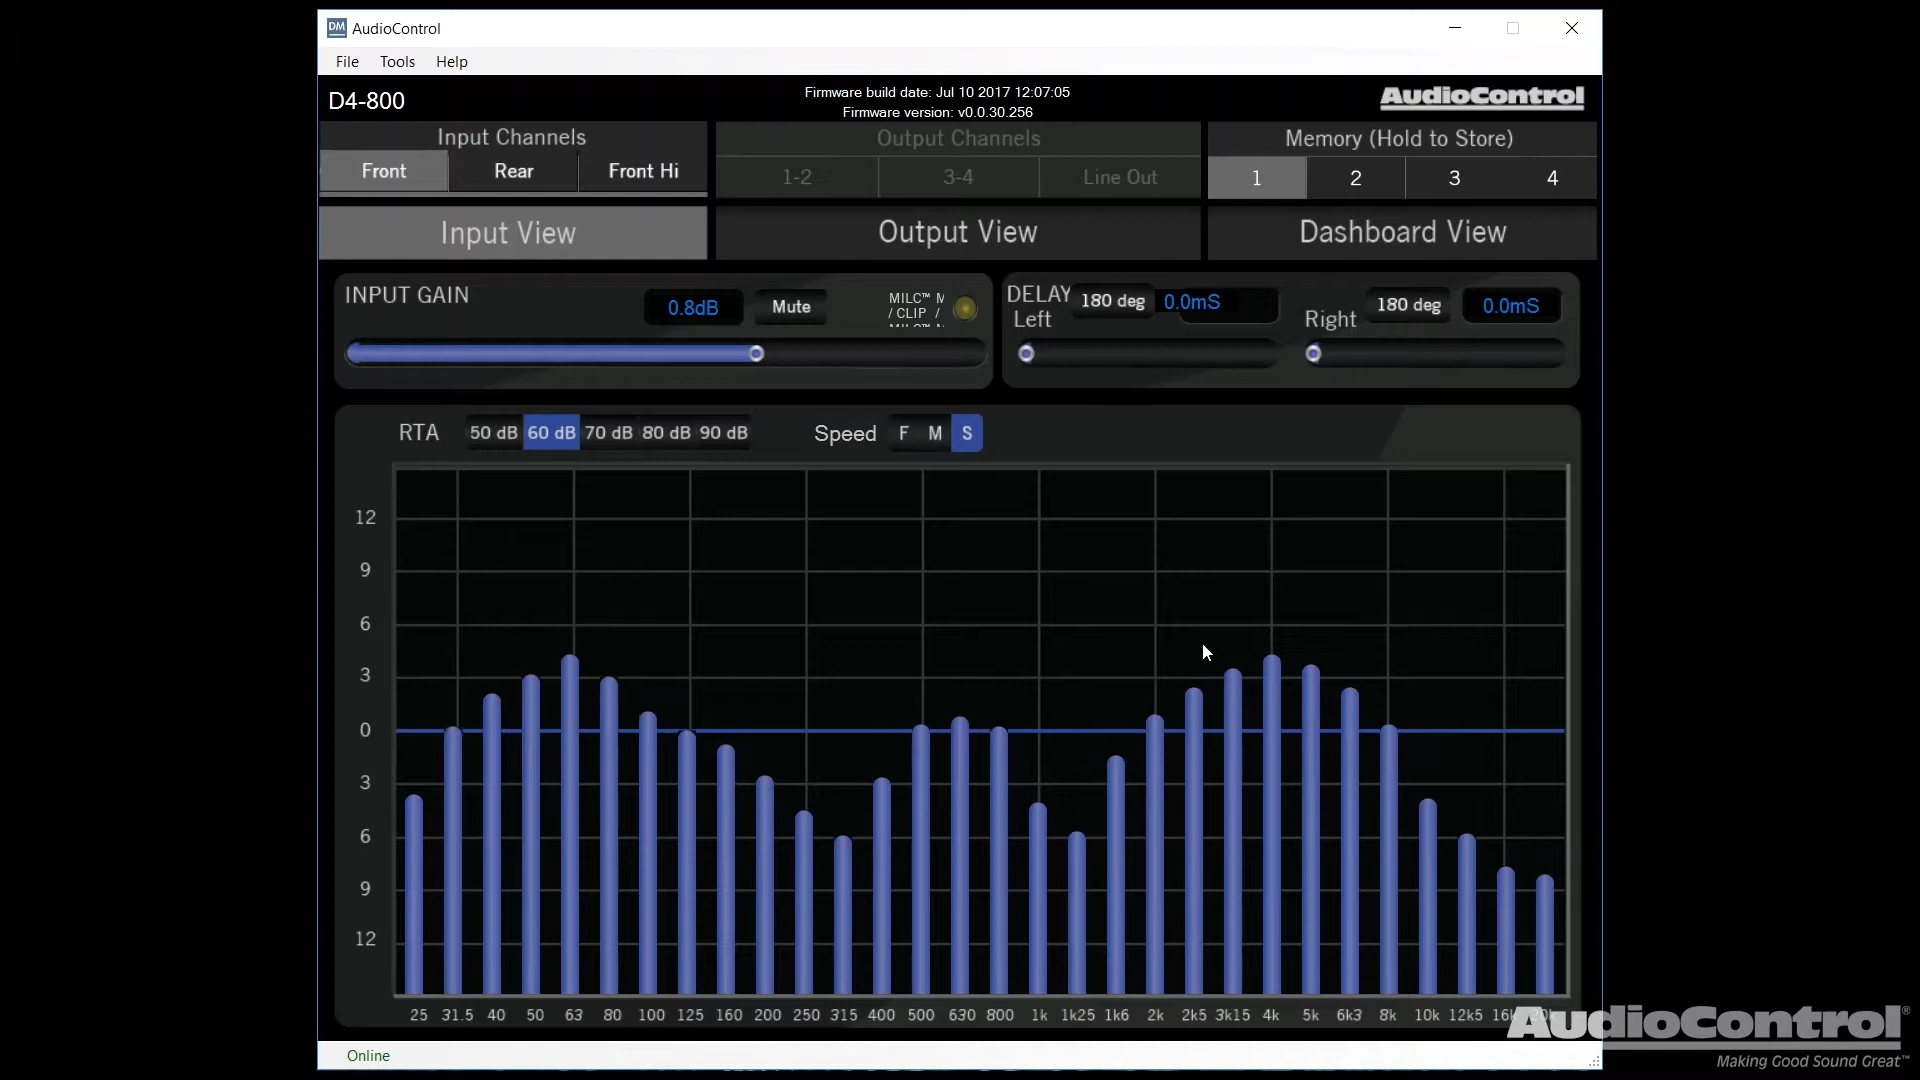 DM AudioControl
File Tools Help
D4-800
Firmware build date: Jul 10 2017 12:07:05
Firmware version: v0.0.30.256
AudioControl
Input Channels
Front Rear Front Hi
Output Channels
1-2 3-4 Line Out
Memory (Hold to Store)
1 2 3 4
Input View Output View Dashboard View
INPUT GAIN
0.8dB Mute
MILC™ M
/ CLIP /
DELAY
Left 180 deg 0.0mS
Right 180 deg 0.0mS
RTA 50 dB 60 dB 70 dB 80 dB 90 dB
Speed F M S
12
9
6
3
0
3
6
9
12
25 31.5 40 50 63 80 100 125 160 200 250 315 400 500 630 800 1k 1k25 1k6 2k 2k5 3k15 4k 5k 6k3 8k 10k 12k5 16k 20k
AudioControl®
Making Good Sound Great™
Online